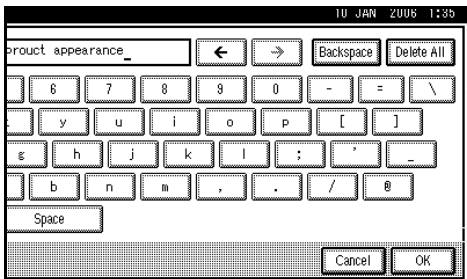 10 JAN 2006 1:35
prouct appearance_ ← → Backspace Delete All
6 7 8 9 0 - = \
y u i o p [ ]
g h j k l ; ' _
b n m , . / @
Space
Cancel OK